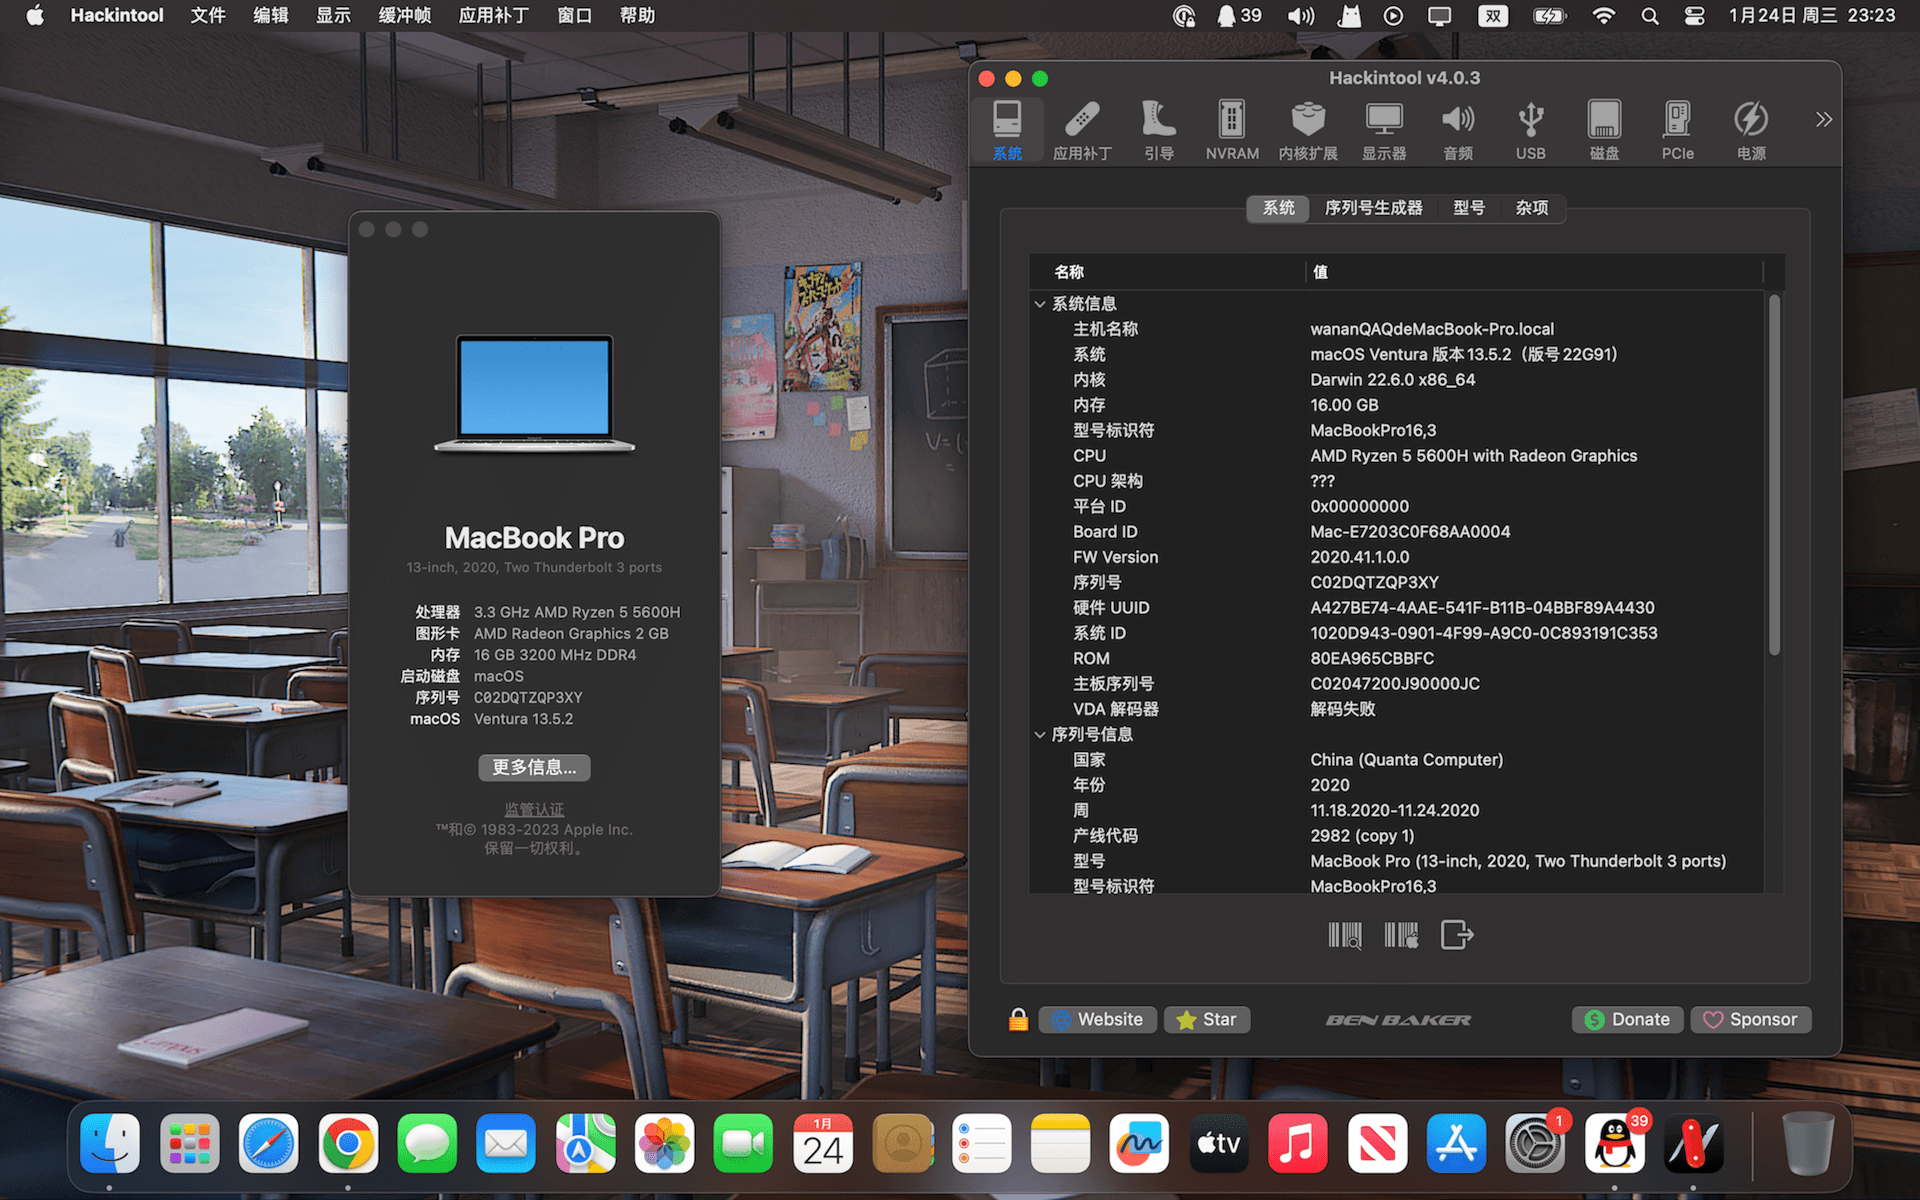 Hackintool 文件 编辑 显示 缓冲帧 应用补丁 窗口 帮助 39 双 1月24日 周三 23:23
Hackintool v4.0.3
系统 应用补丁 引导 NVRAM 内核扩展 显示器 音频 USB 磁盘 PCIe 电源
系统 序列号生成器 型号 杂项
名称 值
系统信息
主机名称 wananQAQdeMacBook-Pro.local
系统 macOS Ventura 版本 13.5.2（版号 22G91）
内核 Darwin 22.6.0 x86_64
内存 16.00 GB
型号标识符 MacBookPro16,3
CPU AMD Ryzen 5 5600H with Radeon Graphics
CPU 架构 ???
平台 ID 0x00000000
Board ID Mac-E7203C0F68AA0004
FW Version 2020.41.1.0.0
序列号 C02DQTZQP3XY
硬件 UUID A427BE74-4AAE-541F-B11B-04BBF89A4430
系统 ID 1020D943-0901-4F99-A9C0-0C893191C353
ROM 80EA965CBBFC
主板序列号 C02047200J90000JC
VDA 解码器 解码失败
序列号信息
国家 China (Quanta Computer)
年份 2020
周 11.18.2020-11.24.2020
产线代码 2982 (copy 1)
型号 MacBook Pro (13-inch, 2020, Two Thunderbolt 3 ports)
型号标识符 MacBookPro16,3
Website Star BEN BAKER Donate Sponsor
MacBook Pro
13-inch, 2020, Two Thunderbolt 3 ports
处理器 3.3 GHz AMD Ryzen 5 5600H
图形卡 AMD Radeon Graphics 2 GB
内存 16 GB 3200 MHz DDR4
启动磁盘 macOS
序列号 C02DQTZQP3XY
macOS Ventura 13.5.2
更多信息...
监管认证
™和© 1983-2023 Apple Inc.
保留一切权利。
campus
1月
24
tv
1
39